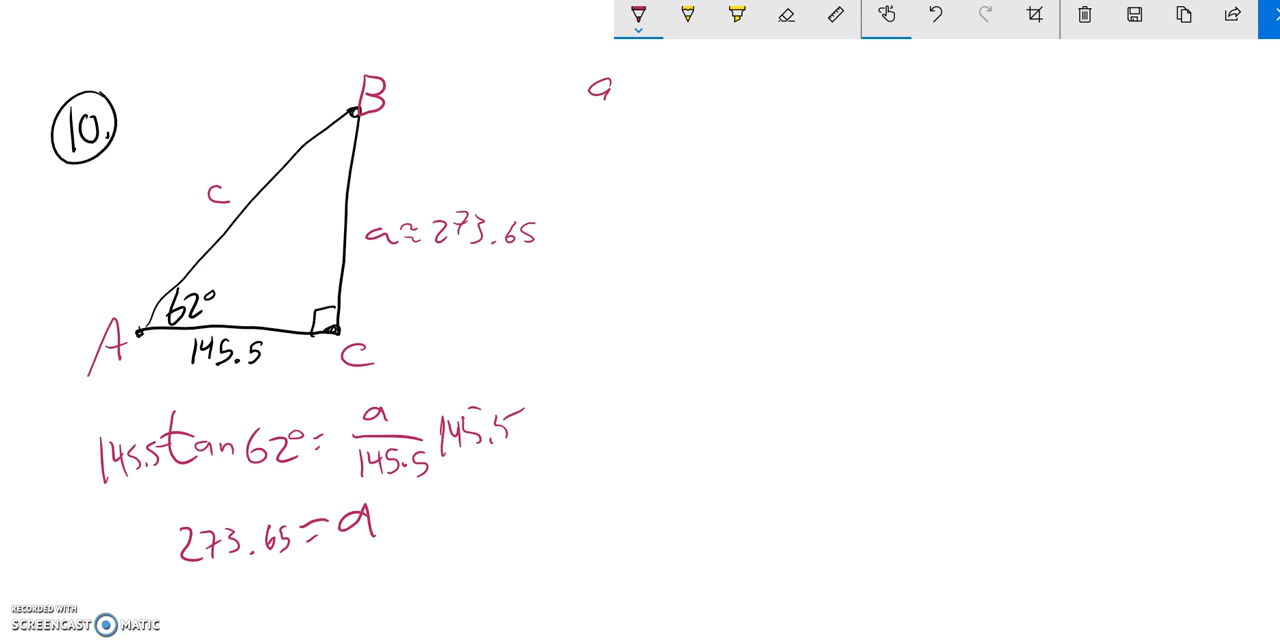 a
B
10.
c
a≈273.65
62°
A
145.5
C
145.5 tan 62° = a/145.5 145.5
273.65 = a
RECORDED WITH
SCREENCAST MATIC